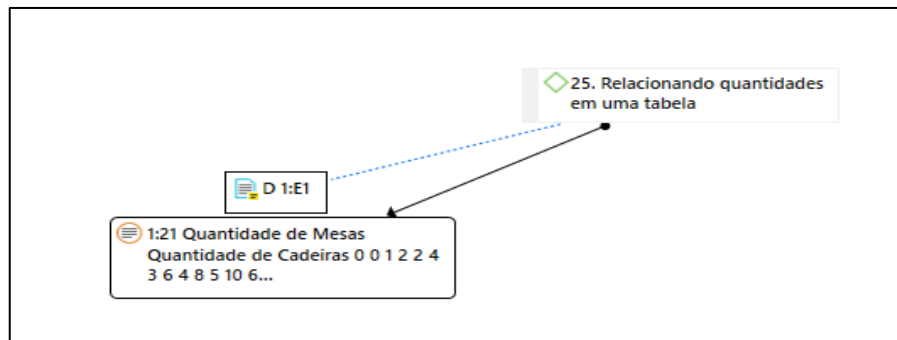 25. Relacionando quantidades
em uma tabela
D 1:E1
1:21 Quantidade de Mesas
Quantidade de Cadeiras 0 0 1 2 2 4
3 6 4 8 5 10 6...